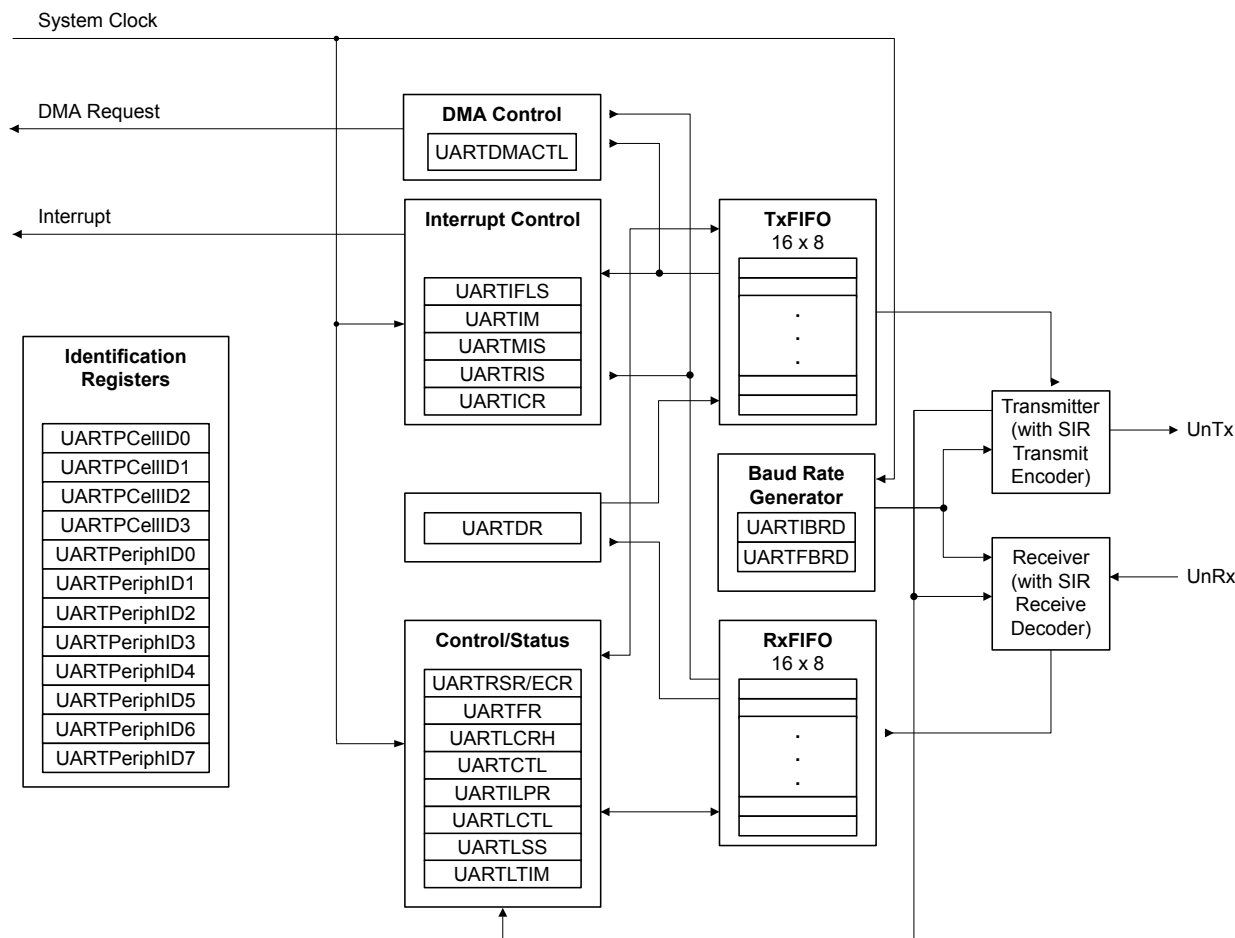 System Clock
DMA Request
DMA Control
UARTDMACTL
Interrupt
Interrupt Control
UARTIFLS
UARTIM
UARTMIS
UARTRIS
UARTICR
TxFIFO
16 x 8
.
.
.
Identification
Registers
UARTPCellID0
UARTPCellID1
UARTPCellID2
UARTPCellID3
UARTPeriphID0
UARTPeriphID1
UARTPeriphID2
UARTPeriphID3
UARTPeriphID4
UARTPeriphID5
UARTPeriphID6
UARTPeriphID7
UARTDR
Baud Rate
Generator
UARTIBRD
UARTFBRD
Transmitter
(with SIR
Transmit
Encoder)
UnTx
Receiver
(with SIR
Receive
Decoder)
UnRx
Control/Status
UARTRSR/ECR
UARTFR
UARTLCRH
UARTCTL
UARTILPR
UARTLCTL
UARTLSS
UARTLTIM
RxFIFO
16 x 8
.
.
.